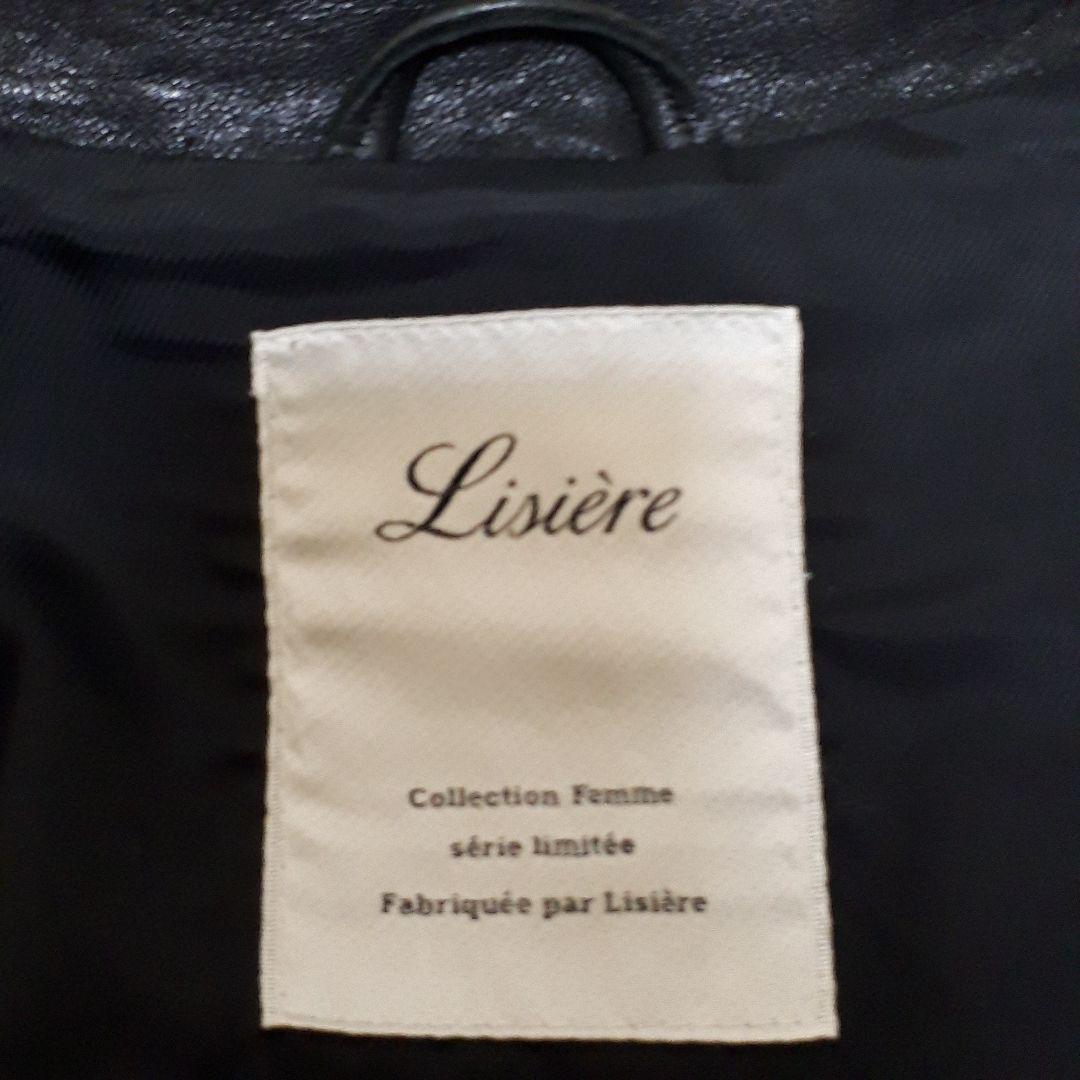 Lisière
Collection Femme
série limitée
Fabriquée par Lisière